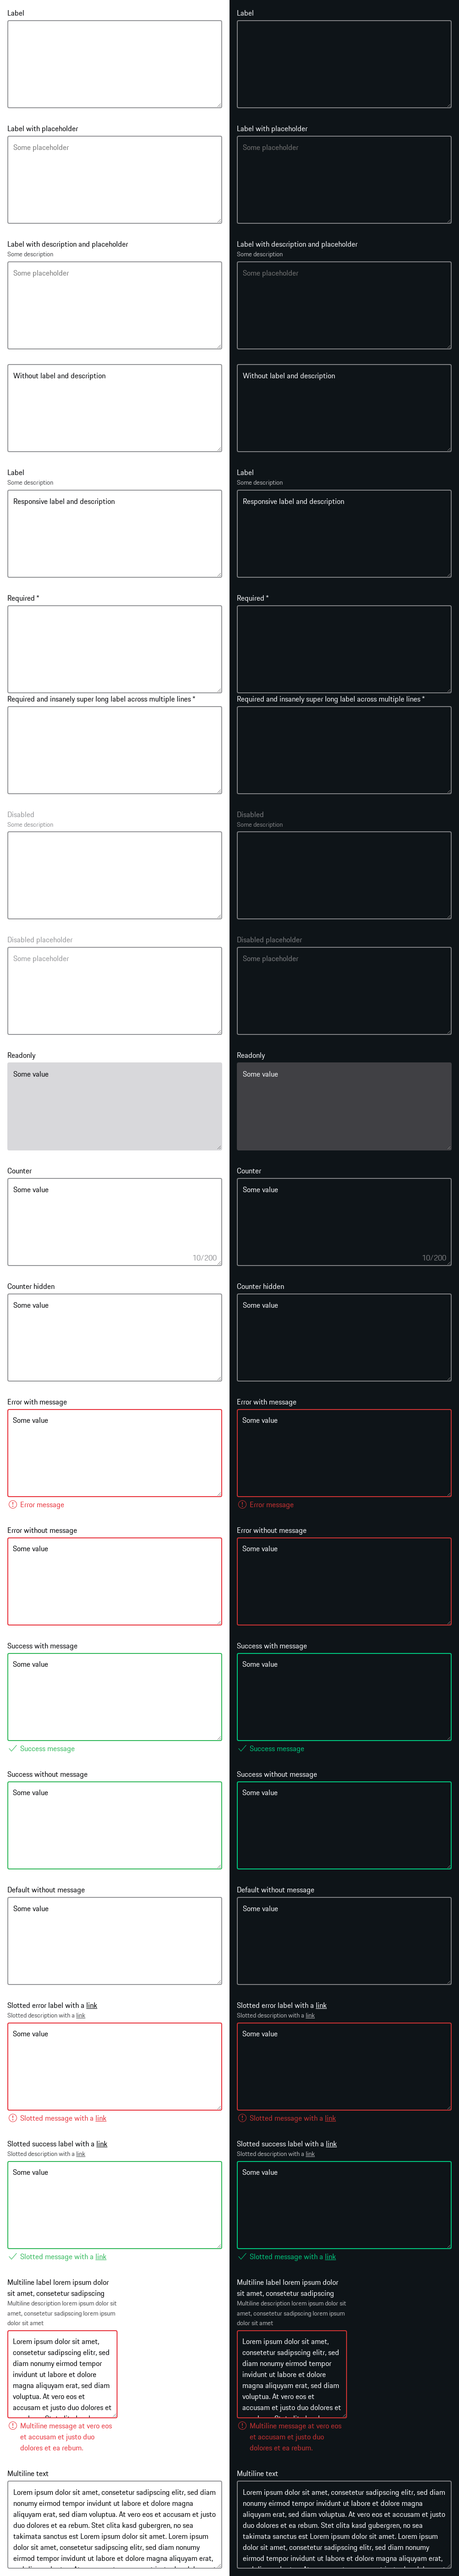 Label
Label with placeholder
Some placeholder
Label with description and placeholder
Some description
Some placeholder
Without label and description
Label
Some description
Responsive label and description
Required *
Required and insanely super long label across multiple lines *
Disabled
Some description
Disabled placeholder
Some placeholder
Readonly
Some value
Counter
Some value
10/200
Counter hidden
Some value
Error with message
Some value
Error message
Error without message
Some value
Success with message
Some value
Success message
Success without message
Some value
Default without message
Some value
Slotted error label with a link
Slotted description with a link
Some value
Slotted message with a link
Slotted success label with a link
Slotted description with a link
Some value
Slotted message with a link
Multiline label lorem ipsum dolor
sit amet, consetetur sadipscing
Multiline description lorem ipsum dolor sit
amet, consetetur sadipscing lorem ipsum
dolor sit amet
Lorem ipsum dolor sit amet,
consetetur sadipscing elitr, sed
diam nonumy eirmod tempor
invidunt ut labore et dolore
magna aliquyam erat, sed diam
voluptua. At vero eos et
accusam et justo duo dolores et
Multiline message at vero eos
et accusam et justo duo
dolores et ea rebum.
Multiline text
Lorem ipsum dolor sit amet, consetetur sadipscing elitr, sed diam
nonumy eirmod tempor invidunt ut labore et dolore magna
aliquyam erat, sed diam voluptua. At vero eos et accusam et justo
duo dolores et ea rebum. Stet clita kasd gubergren, no sea
takimata sanctus est Lorem ipsum dolor sit amet. Lorem ipsum
dolor sit amet, consetetur sadipscing elitr, sed diam nonumy
eirmod tempor invidunt ut labore et dolore magna aliquyam erat,
Label
Label with placeholder
Some placeholder
Label with description and placeholder
Some description
Some placeholder
Without label and description
Label
Some description
Responsive label and description
Required *
Required and insanely super long label across multiple lines *
Disabled
Some description
Disabled placeholder
Some placeholder
Readonly
Some value
Counter
Some value
10/200
Counter hidden
Some value
Error with message
Some value
Error message
Error without message
Some value
Success with message
Some value
Success message
Success without message
Some value
Default without message
Some value
Slotted error label with a link
Slotted description with a link
Some value
Slotted message with a link
Slotted success label with a link
Slotted description with a link
Some value
Slotted message with a link
Multiline label lorem ipsum dolor
sit amet, consetetur sadipscing
Multiline description lorem ipsum dolor sit
amet, consetetur sadipscing lorem ipsum
dolor sit amet
Lorem ipsum dolor sit amet,
consetetur sadipscing elitr, sed
diam nonumy eirmod tempor
invidunt ut labore et dolore
magna aliquyam erat, sed diam
voluptua. At vero eos et
accusam et justo duo dolores et
Multiline message at vero eos
et accusam et justo duo
dolores et ea rebum.
Multiline text
Lorem ipsum dolor sit amet, consetetur sadipscing elitr, sed diam
nonumy eirmod tempor invidunt ut labore et dolore magna
aliquyam erat, sed diam voluptua. At vero eos et accusam et justo
duo dolores et ea rebum. Stet clita kasd gubergren, no sea
takimata sanctus est Lorem ipsum dolor sit amet. Lorem ipsum
dolor sit amet, consetetur sadipscing elitr, sed diam nonumy
eirmod tempor invidunt ut labore et dolore magna aliquyam erat,